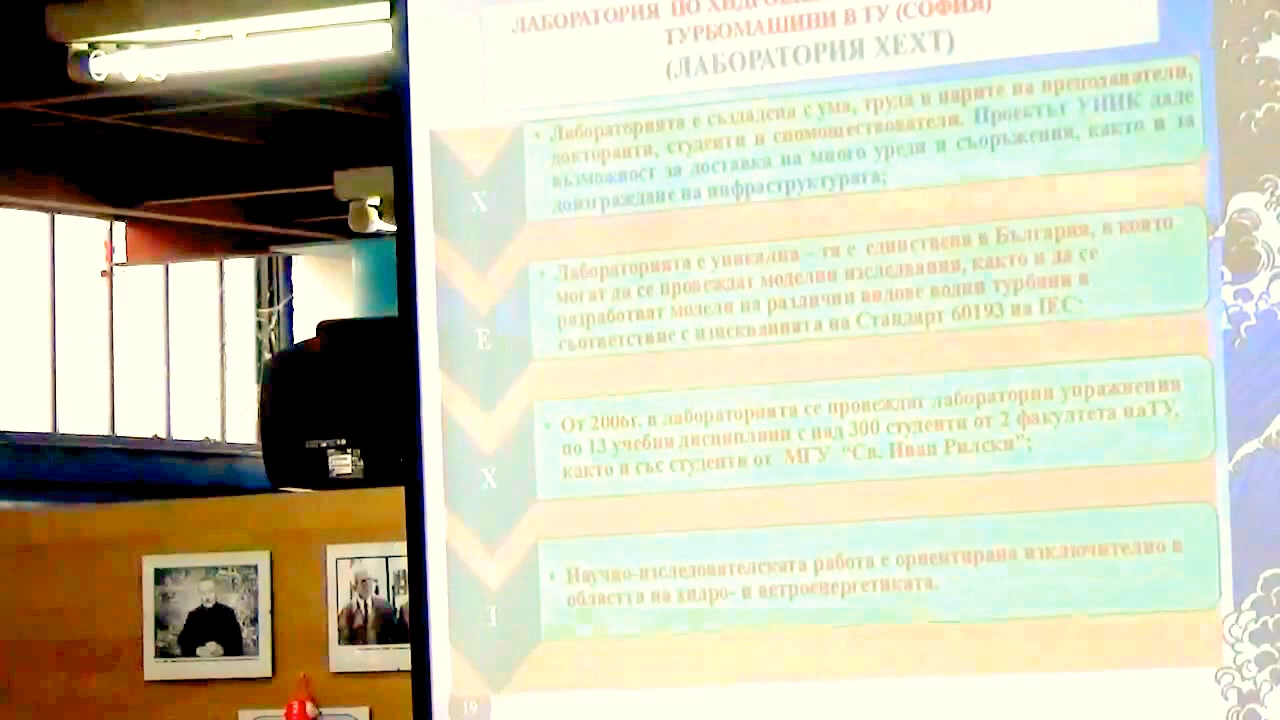 ЛАБОРАТОРИЯ ПО
ТУРБОМАШИНИ В ТУ (СОФИЯ)
(ЛАБОРАТОРИЯ ХЕХТ)
Х
• Лабораторията е създадена с ума, труда и парите на преподаватели,
докторанти, студенти и спомоществователи. Проектът УНИК даде
възможност за доставка на много уреди и съоръжения, както и за
доизграждане на инфраструктурата;
Е
• Лабораторията е уникална - тя е единствена в България, в която
могат да се провеждат моделни изследвания, както и да се
разработват модели на различни видове водни турбини в
съответствие с изискванията на Стандарт 60193 на IEC;
Х
• От 2006г. в лабораторията се провеждат лабораторни упражнения
по 13 учебни дисциплини с над 300 студенти от 2 факултета наТУ,
както и със студенти от МГУ “Св. Иван Рилски”;
• Научно-изследователската работа е ориентирана изключително в
областта на хидро- и ветроенергетиката.
19